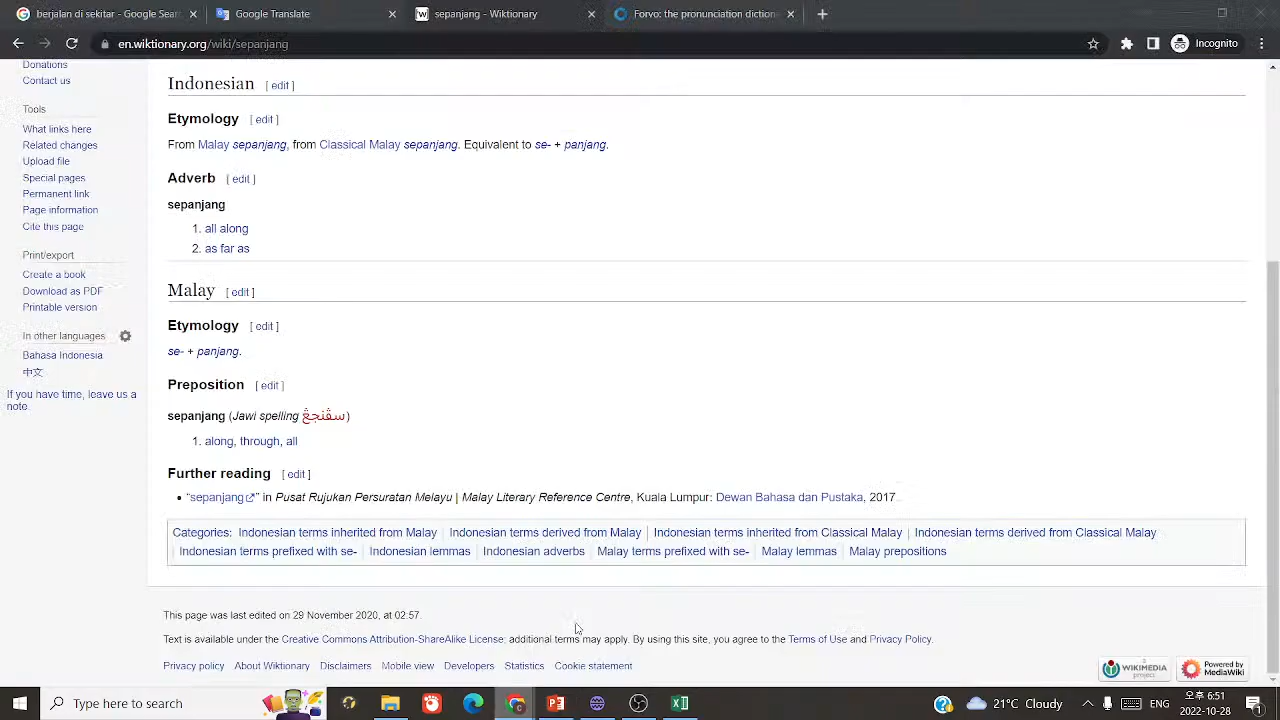 berjalan di sekitar - Google Sear
Google Translate
sepanjang - Wiktionary
Forvo: the pronunciation dictiona
en.wiktionary.org/wiki/sepanjang
Incognito
Donations
Contact us
Tools
What links here
Related changes
Upload file
Special pages
Permanent link
Page information
Cite this page
Print/export
Create a book
Download as PDF
Printable version
In other languages
Bahasa Indonesia
中文
If you have time, leave us a
note.
Indonesian [ edit ]
Etymology [ edit ]
From Malay sepanjang, from Classical Malay sepanjang. Equivalent to se- + panjang.
Adverb [ edit ]
sepanjang
1. all along
2. as far as
Malay [ edit ]
Etymology [ edit ]
se- + panjang.
Preposition [ edit ]
sepanjang (Jawi spelling سڤنجڠ)
1. along, through, all
Further reading [ edit ]
• “sepanjang” in Pusat Rujukan Persuratan Melayu | Malay Literary Reference Centre, Kuala Lumpur: Dewan Bahasa dan Pustaka, 2017
Categories: Indonesian terms inherited from Malay | Indonesian terms derived from Malay | Indonesian terms inherited from Classical Malay | Indonesian terms derived from Classical Malay
| Indonesian terms prefixed with se- | Indonesian lemmas | Indonesian adverbs | Malay terms prefixed with se- | Malay lemmas | Malay prepositions
This page was last edited on 29 November 2020, at 02:57.
Text is available under the Creative Commons Attribution-ShareAlike License; additional terms may apply. By using this site, you agree to the Terms of Use and Privacy Policy.
Privacy policy About Wiktionary Disclaimers Mobile view Developers Statistics Cookie statement
WIKIMEDIA
project
Powered by
MediaWiki
Type here to search
21°C Cloudy
ENG
오후 6:51
2022-10-28